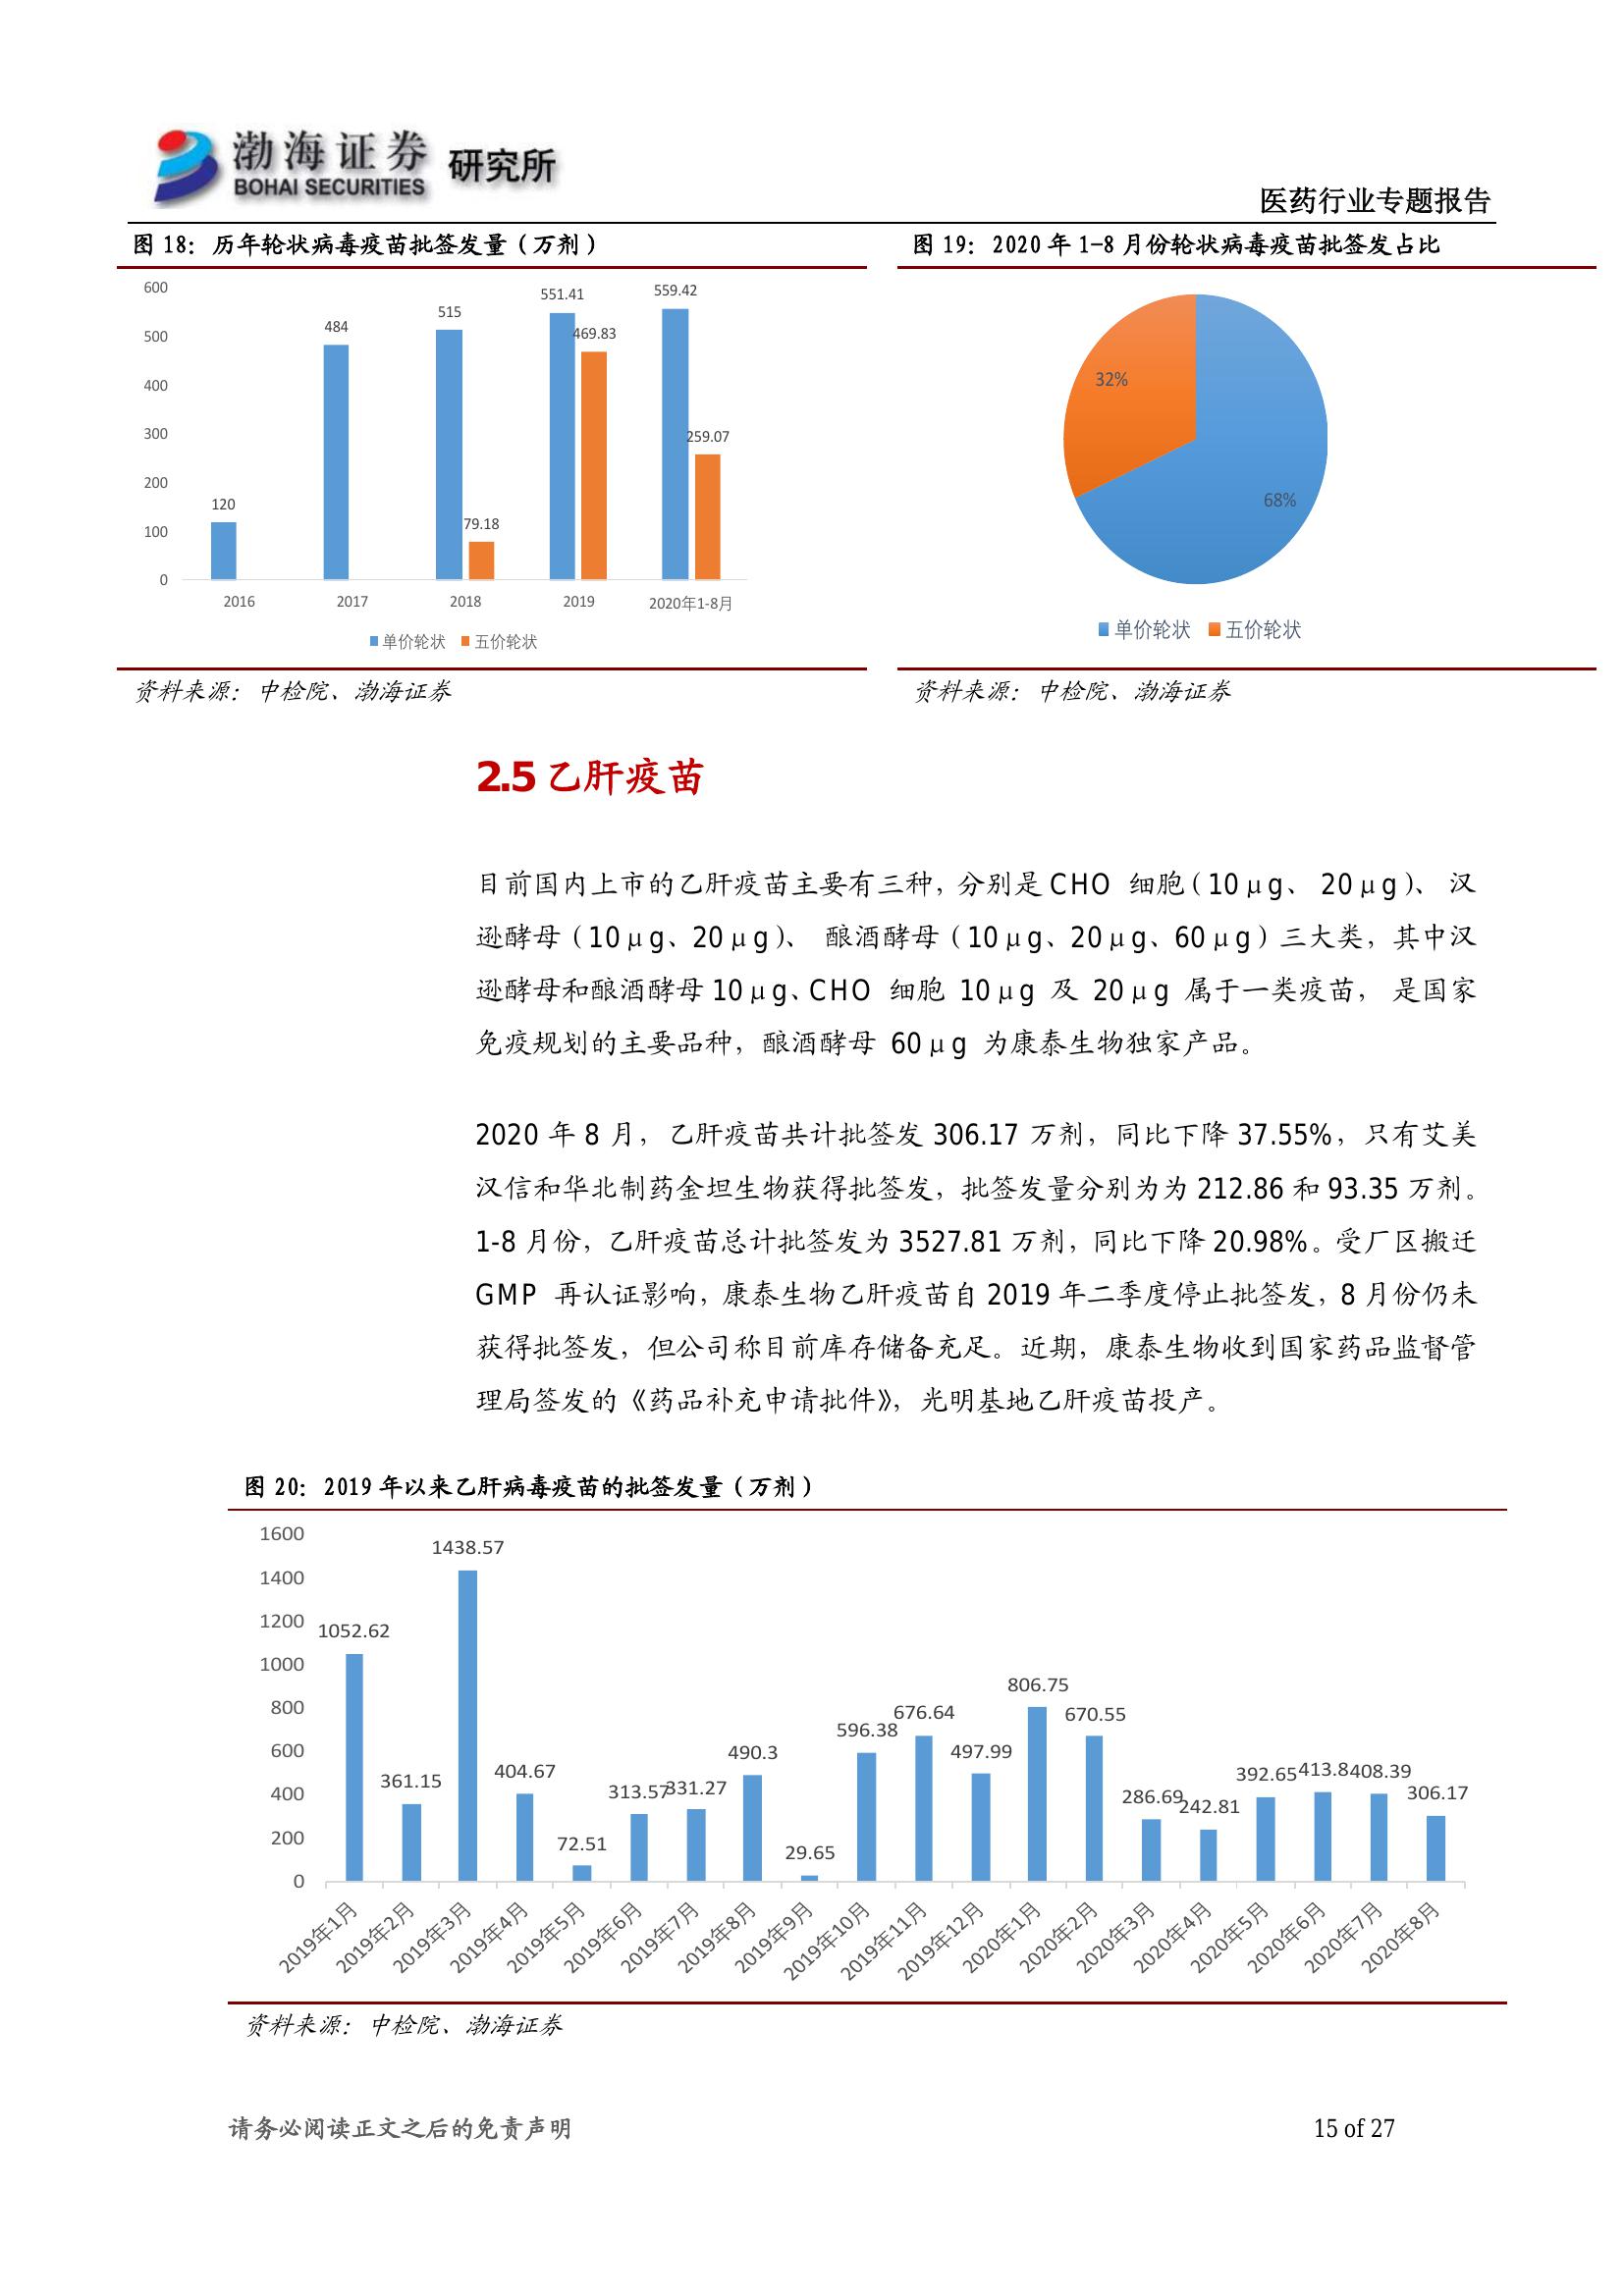 渤海证券
BOHAI SECURITIES
研究所
医药行业专题报告
图 18：历年轮状病毒疫苗批签发量（万剂）
600
500
400
300
200
100
0
120
484
515
79.18
551.41
469.83
559.42
259.07
2016
2017
2018
2019
2020年1-8月
单价轮状
五价轮状
资料来源：中检院、渤海证券
图 19：2020 年 1-8 月份轮状病毒疫苗批签发占比
32%
68%
单价轮状
五价轮状
资料来源：中检院、渤海证券
2.5 乙肝疫苗
目前国内上市的乙肝疫苗主要有三种，分别是 CHO 细胞（10μg、 20μg）、 汉
逊酵母（10μg、20μg）、 酿酒酵母（10μg、20μg、60μg）三大类，其中汉
逊酵母和酿酒酵母 10μg、CHO 细胞 10μg 及 20μg 属于一类疫苗， 是国家
免疫规划的主要品种，酿酒酵母 60μg 为康泰生物独家产品。
2020 年 8 月，乙肝疫苗共计批签发 306.17 万剂，同比下降 37.55%，只有艾美
汉信和华北制药金坦生物获得批签发，批签发量分别为为 212.86 和 93.35 万剂。
1-8 月份，乙肝疫苗总计批签发为 3527.81 万剂，同比下降 20.98%。受厂区搬迁
GMP 再认证影响，康泰生物乙肝疫苗自 2019 年二季度停止批签发，8 月份仍未
获得批签发，但公司称目前库存储备充足。近期，康泰生物收到国家药品监督管
理局签发的《药品补充申请批件》，光明基地乙肝疫苗投产。
图 20：2019 年以来乙肝病毒疫苗的批签发量（万剂）
1600
1400
1200
1000
800
600
400
200
0
1052.62
361.15
1438.57
404.67
72.51
313.57
331.27
490.3
29.65
596.38
676.64
497.99
806.75
670.55
286.69
242.81
392.65
413.8
408.39
306.17
2019年1月
2019年2月
2019年3月
2019年4月
2019年5月
2019年6月
2019年7月
2019年8月
2019年9月
2019年10月
2019年11月
2019年12月
2020年1月
2020年2月
2020年3月
2020年4月
2020年5月
2020年6月
2020年7月
2020年8月
资料来源：中检院、渤海证券
请务必阅读正文之后的免责声明
15 of 27